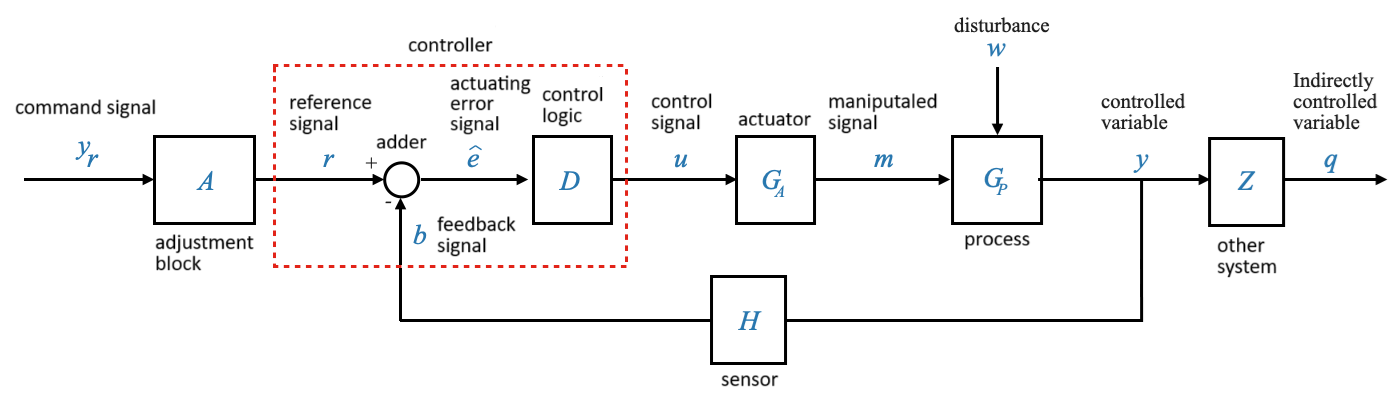 disturbance
w
controller
command signal
y_r
A
adjustment
block
reference
signal
r
adder
+
-
actuating
error
signal
ê
control
logic
D
b
feedback
signal
control
signal
u
actuator
G_A
maniputaled
signal
m
G_P
process
controlled
variable
y
Indirectly
controlled
variable
q
Z
other
system
H
sensor